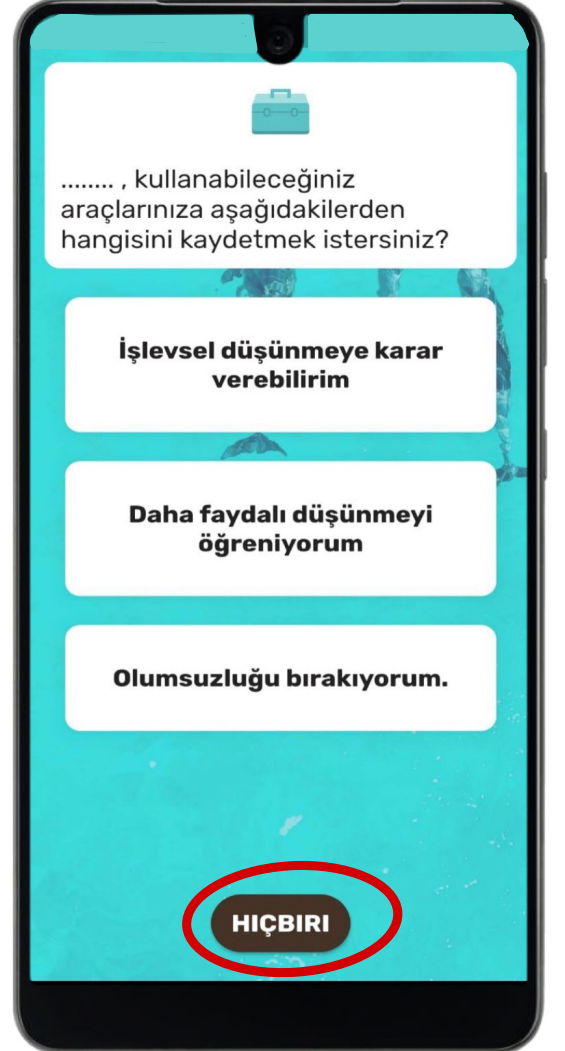 ........ , kullanabileceğiniz
araçlarınıza aşağıdakilerden
hangisini kaydetmek istersiniz?
İşlevsel düşünmeye karar
verebilirim
Daha faydalı düşünmeyi
öğreniyorum
Olumsuzluğu bırakıyorum.
HIÇBIRI